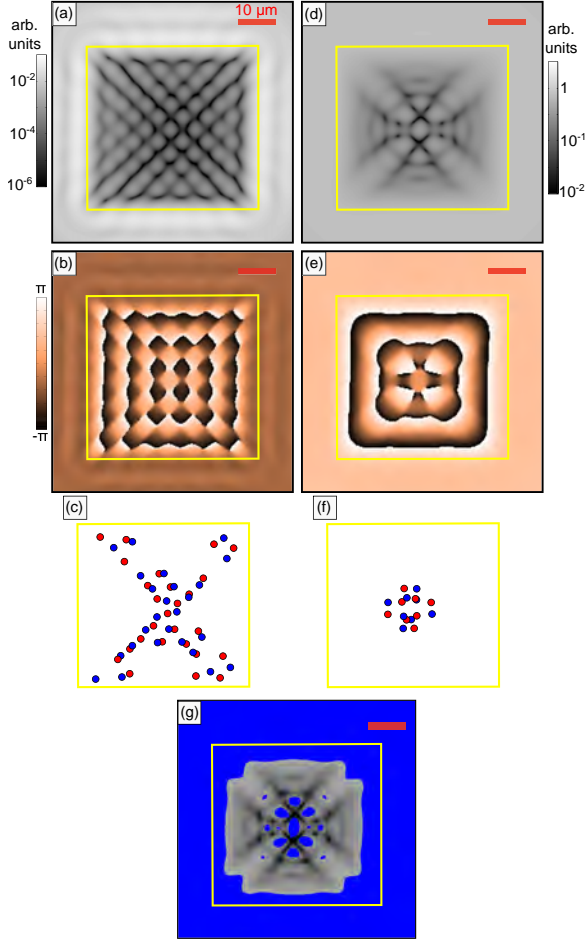 (a)
10 µm
arb.
units
10-2
10-4
10-6
(d)
arb.
units
1
10-1
10-2
(b)
π
-π
(e)
(c)
(f)
(g)